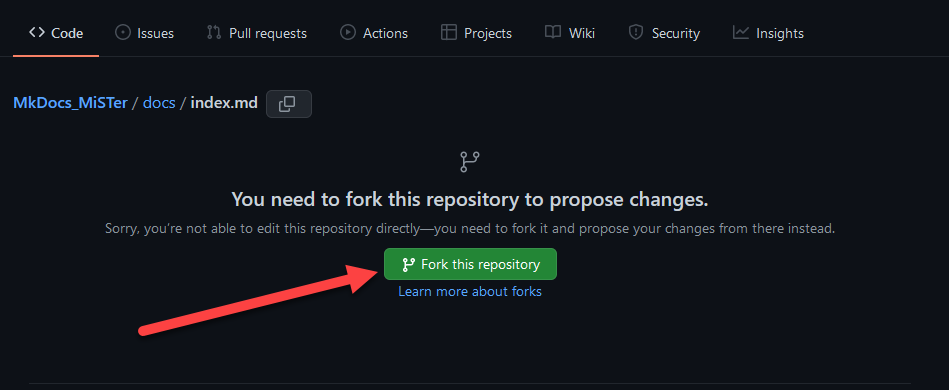 Code Issues Pull requests Actions Projects Wiki Security Insights
MkDocs_MiSTer / docs / index.md
You need to fork this repository to propose changes.
Sorry, you're not able to edit this repository directly—you need to fork it and propose your changes from there instead.
Fork this repository
Learn more about forks